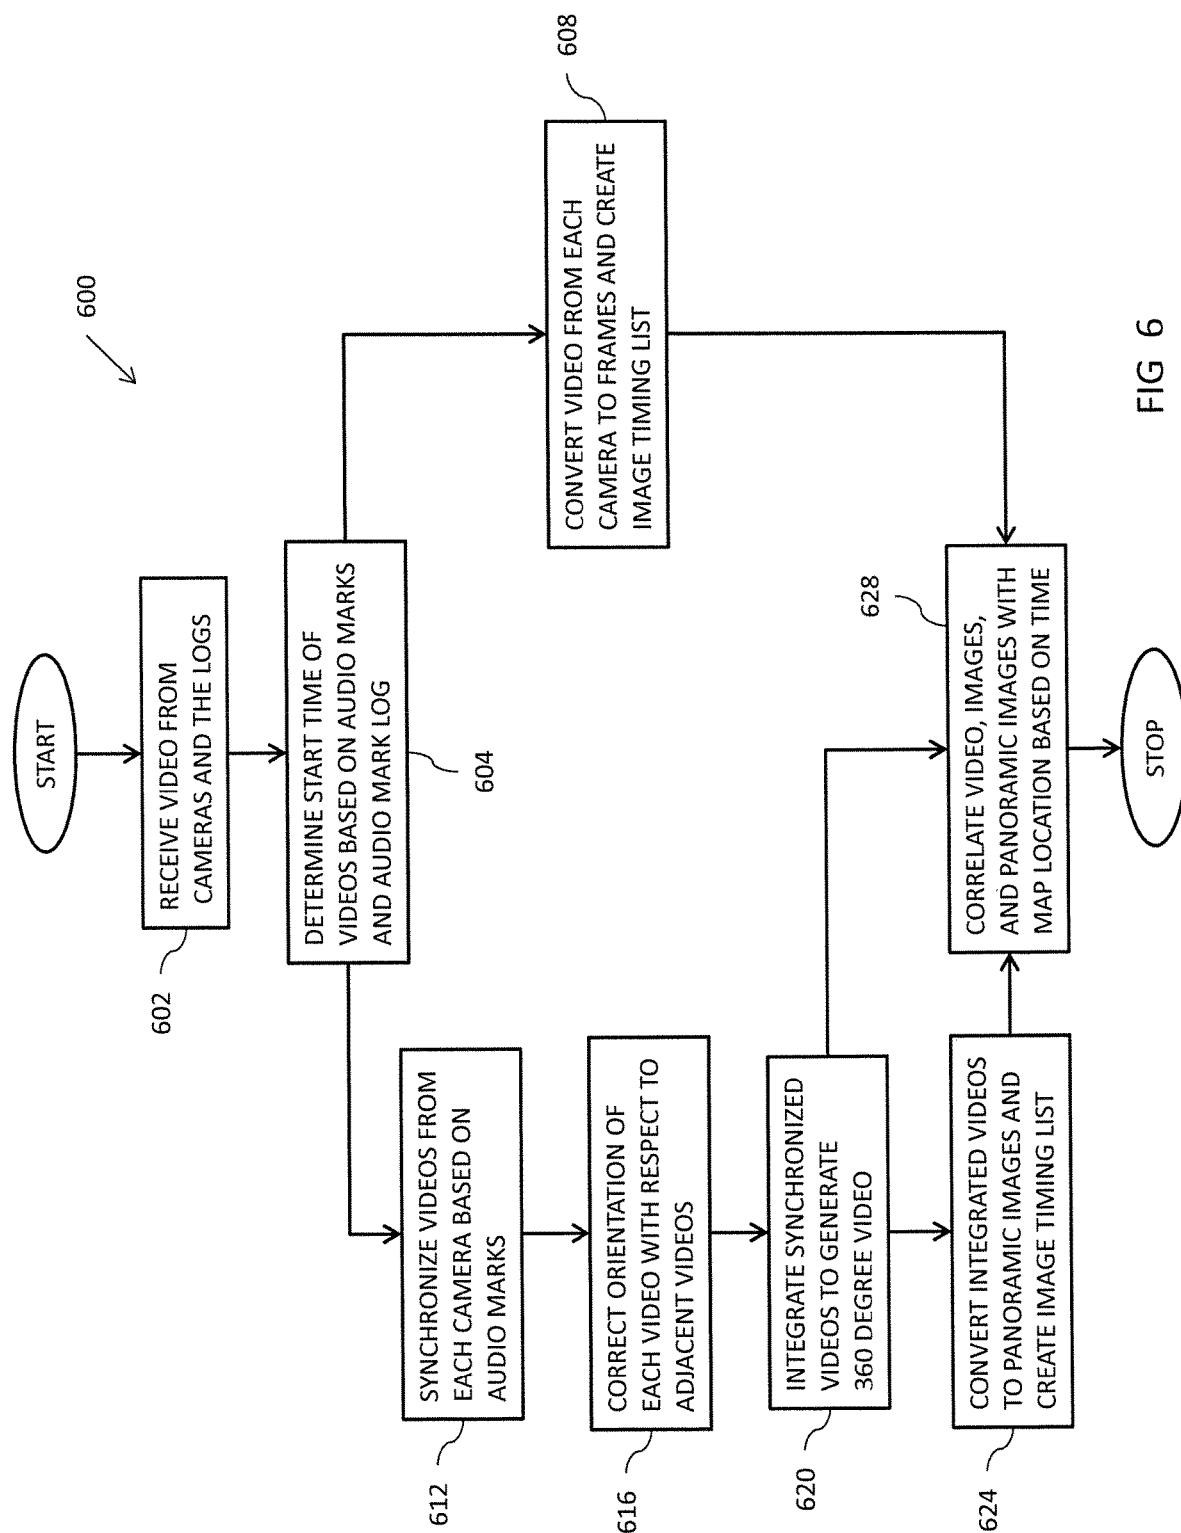 600
START
RECEIVE VIDEO FROM
CAMERAS AND THE LOGS
602
DETERMINE START TIME OF
VIDEOS BASED ON AUDIO MARKS
AND AUDIO MARK LOG
604
CONVERT VIDEO FROM EACH
CAMERA TO FRAMES AND CREATE
IMAGE TIMING LIST
608
SYNCHRONIZE VIDEOS FROM
EACH CAMERA BASED ON
AUDIO MARKS
612
CORRECT ORIENTATION OF
EACH VIDEO WITH RESPECT TO
ADJACENT VIDEOS
616
INTEGRATE SYNCHRONIZED
VIDEOS TO GENERATE
360 DEGREE VIDEO
620
CONVERT INTEGRATED VIDEOS
TO PANORAMIC IMAGES AND
CREATE IMAGE TIMING LIST
624
CORRELATE VIDEO, IMAGES,
AND PANORAMIC IMAGES WITH
MAP LOCATION BASED ON TIME
628
STOP
FIG 6